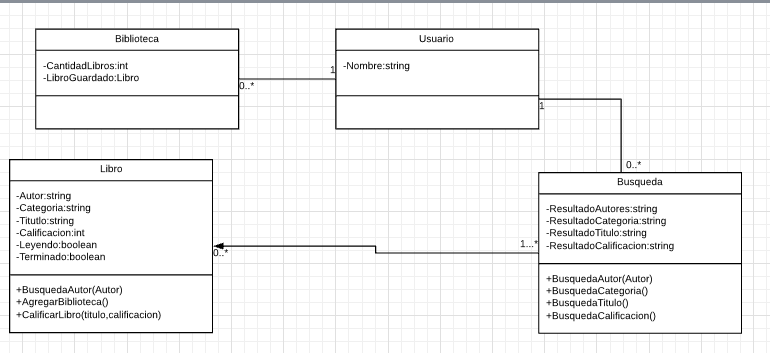 Biblioteca
-CantidadLibros:int
-LibroGuardado:Libro
0..*
1
Usuario
-Nombre:string
1
0..*
Libro
-Autor:string
-Categoria:string
-Titutlo:string
-Calificacion:int
-Leyendo:boolean
-Terminado:boolean
+BusquedaAutor(Autor)
+AgregarBiblioteca()
+CalificarLibro(titulo,calificacion)
0..*
1...*
Busqueda
-ResultadoAutores:string
-ResultadoCategoria:string
-ResultadoTitulo:string
-ResultadoCalificacion:string
+BusquedaAutor(Autor)
+BusquedaCategoria()
+BusquedaTitulo()
+BusquedaCalificacion()